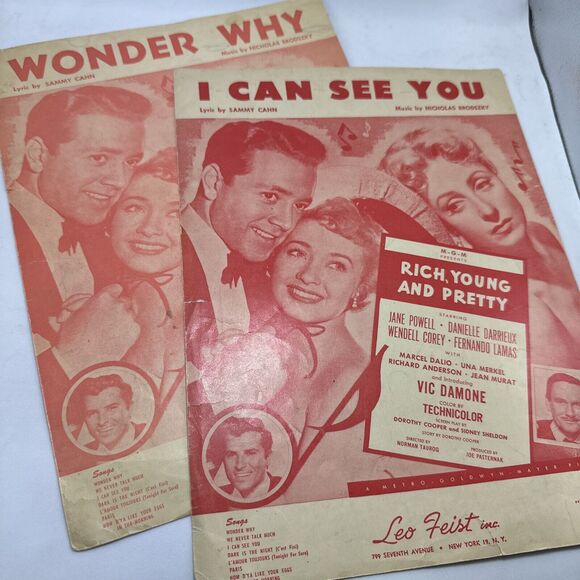 WONDER WHY
Lyric by SAMMY CAHN
Music by NICHOLAS BRODSZKY
Songs
WONDER WHY
WE NEVER TALK MUCH
I CAN SEE YOU
DARK IS THE NIGHT (C'est Fini)
L'AMOUR TOUJOURS (Tonight For Sure)
PARIS
HOW D'YA LIKE YOUR EGGS
IN THE MORNING
I CAN SEE YOU
Lyric by SAMMY CAHN
Music by NICHOLAS BRODSZKY
M-G-M
PRESENTS
RICH, YOUNG
AND PRETTY
STARRING
JANE POWELL · DANIELLE DARRIEUX
WENDELL COREY · FERNANDO LAMAS
WITH
MARCEL DALIO · UNA MERKEL
RICHARD ANDERSON · JEAN MURAT
and introducing
VIC DAMONE
COLOR BY
TECHNICOLOR
SCREEN PLAY BY
DOROTHY COOPER and SIDNEY SHELDON
STORY BY DOROTHY COOPER
DIRECTED BY
NORMAN TAUROG
PRODUCED BY
JOE PASTERNAK
A METRO-GOLDWYN-MAYER
Songs
WONDER WHY
WE NEVER TALK MUCH
I CAN SEE YOU
DARK IS THE NIGHT (C'est Fini)
L'AMOUR TOUJOURS (Tonight For Sure)
PARIS
HOW D'YA LIKE YOUR EGGS
Leo Feist inc.
799 SEVENTH AVENUE · NEW YORK 19, N.Y.